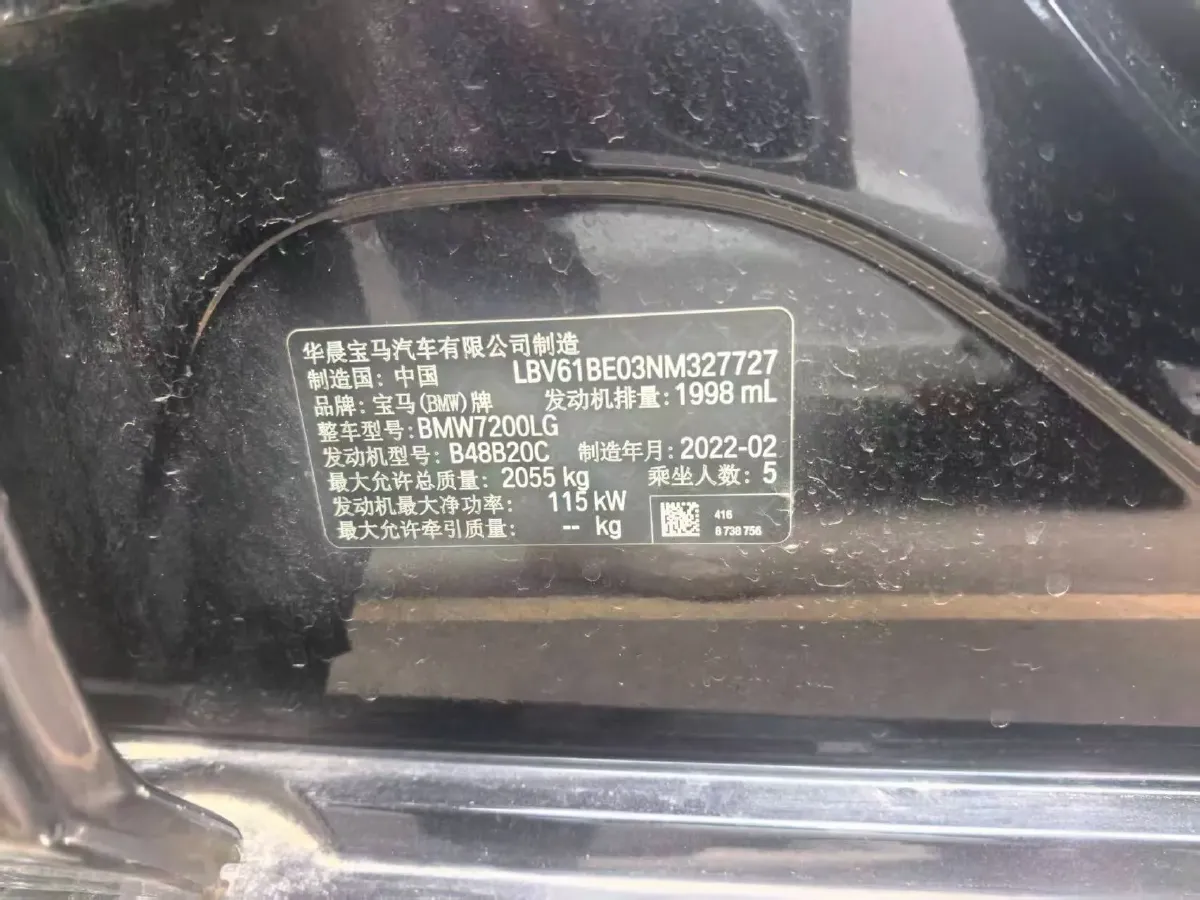 华晨宝马汽车有限公司制造
制造国: 中国 LBV61BE03NM327727
品牌: 宝马(BMW)牌 发动机排量: 1998 mL
整车型号: BMW7200LG
发动机型号: B48B20C 制造年月: 2022-02
最大允许总质量: 2055 kg 乘坐人数: 5
发动机最大净功率: 115 kW
最大允许牵引质量: -- kg
416
8 738 756